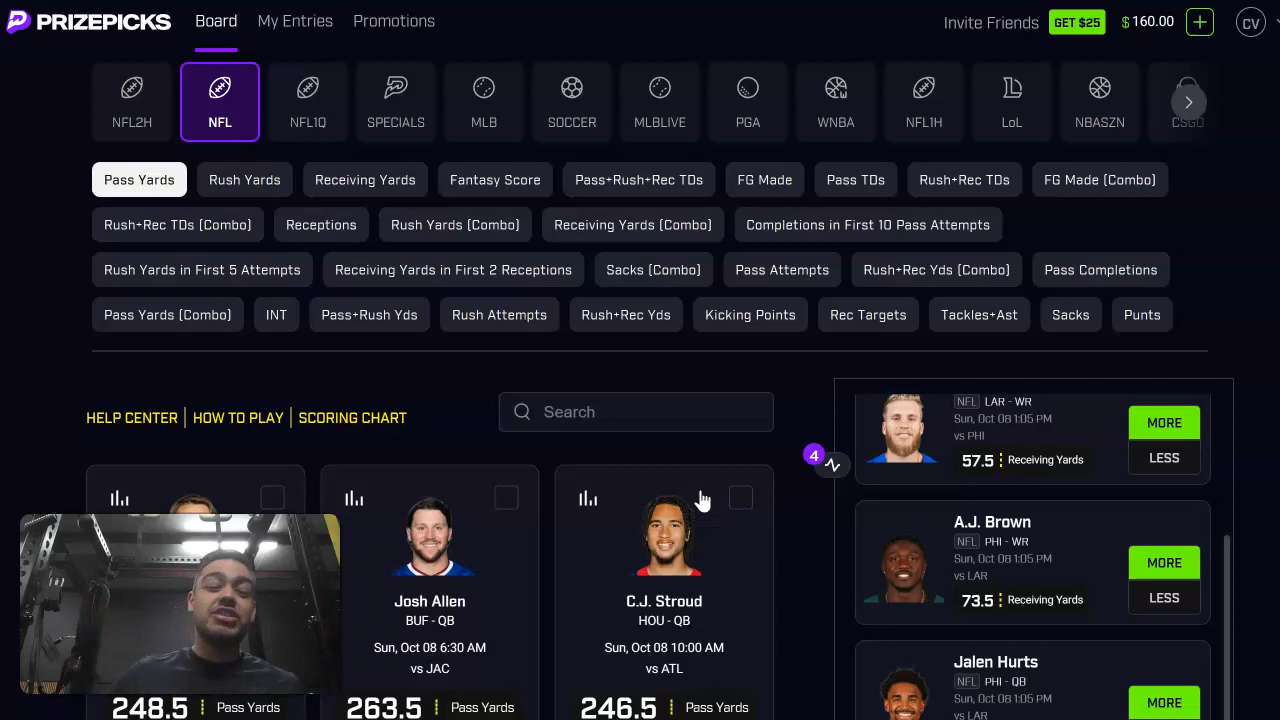 PRIZEPICKS
Board
My Entries
Promotions
Invite Friends
GET $25
$160.00
CV
NFL2H
NFL
NFL1Q
SPECIALS
MLB
SOCCER
MLBLIVE
PGA
WNBA
NFL1H
LoL
NBASZN
CSGO
Pass Yards
Rush Yards
Receiving Yards
Fantasy Score
Pass+Rush+Rec TDs
FG Made
Pass TDs
Rush+Rec TDs
FG Made (Combo)
Rush+Rec TDs (Combo)
Receptions
Rush Yards (Combo)
Receiving Yards (Combo)
Completions in First 10 Pass Attempts
Rush Yards in First 5 Attempts
Receiving Yards in First 2 Receptions
Sacks (Combo)
Pass Attempts
Rush+Rec Yds (Combo)
Pass Completions
Pass Yards (Combo)
INT
Pass+Rush Yds
Rush Attempts
Rush+Rec Yds
Kicking Points
Rec Targets
Tackles+Ast
Sacks
Punts
HELP CENTER
HOW TO PLAY
SCORING CHART
Search
248.5 Pass Yards
Josh Allen
BUF - QB
Sun, Oct 08 6:30 AM
vs JAC
263.5 Pass Yards
C.J. Stroud
HOU - QB
Sun, Oct 08 10:00 AM
vs ATL
246.5 Pass Yards
4
NFL LAR - WR
Sun, Oct 08 1:05 PM
vs PHI
57.5 Receiving Yards
MORE
LESS
A.J. Brown
NFL PHI - WR
Sun, Oct 08 1:05 PM
vs LAR
73.5 Receiving Yards
MORE
LESS
Jalen Hurts
NFL PHI - QB
Sun, Oct 08 1:05 PM
vs LAR
MORE